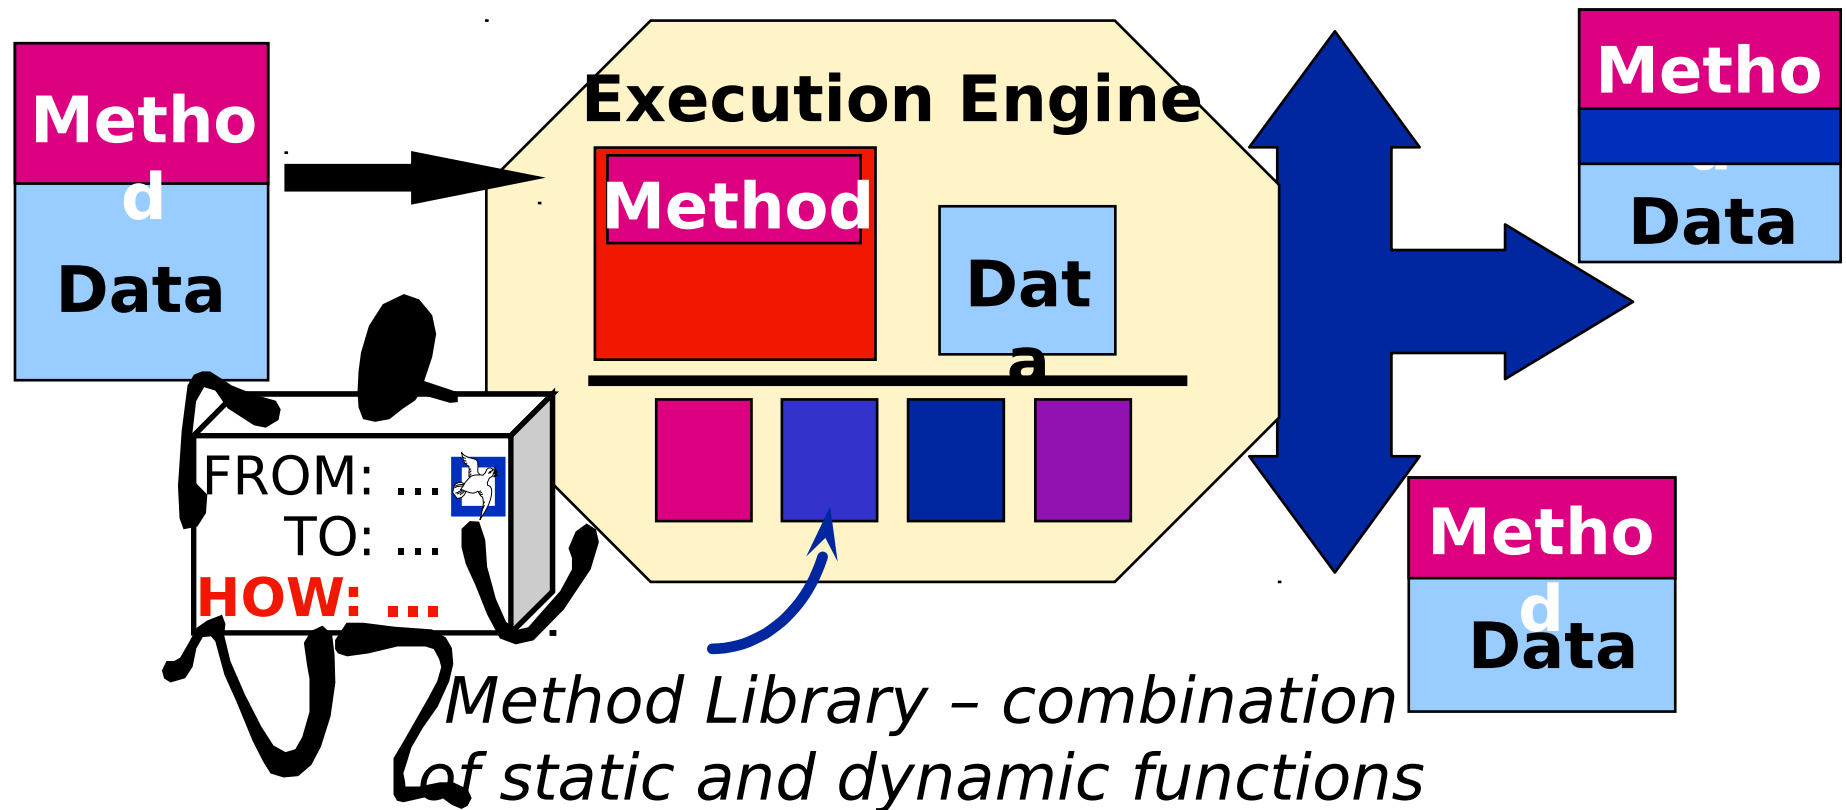 Metho
d
Data
Execution Engine
Method
Dat
a
Metho
d
Data
FROM: ...
TO: ...
HOW: ...
Metho
d
Data
Method Library – combination
of static and dynamic functions